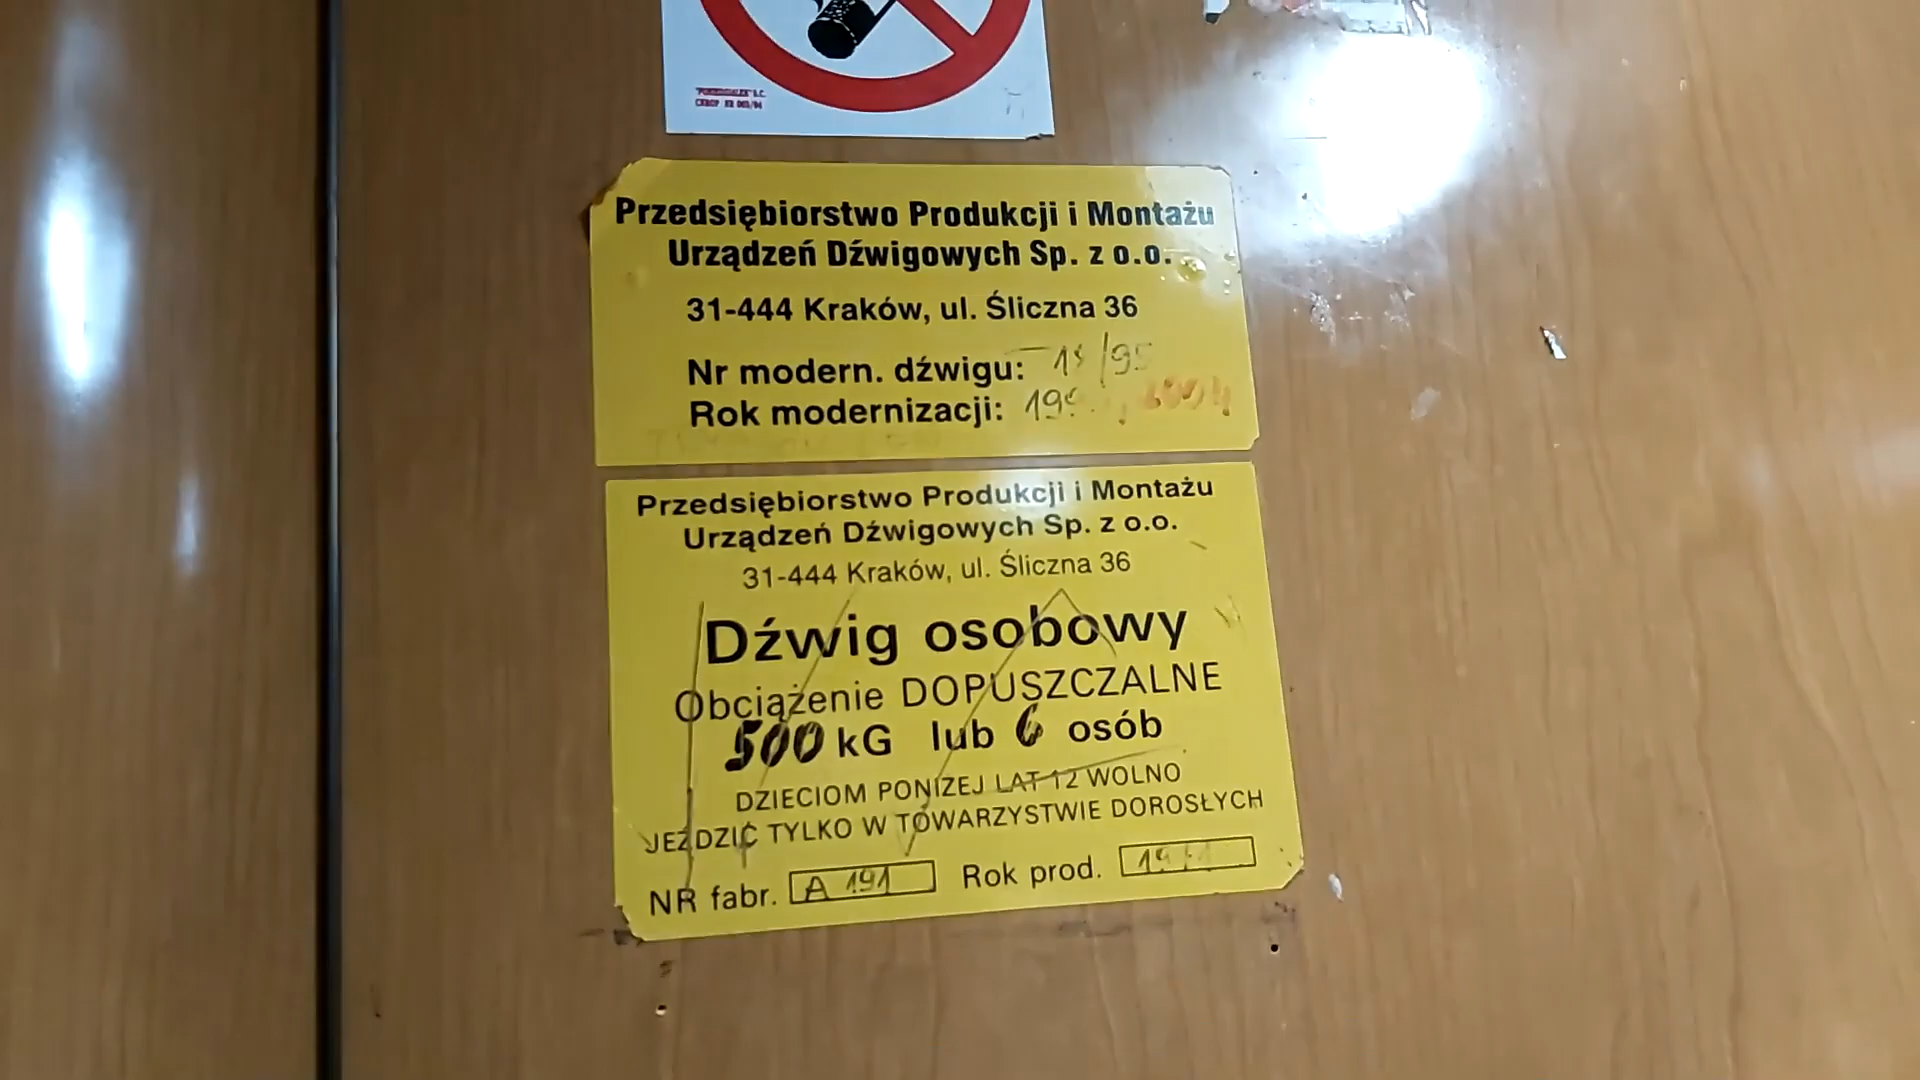 Przedsiębiorstwo Produkcji i Montażu
Urządzeń Dźwigowych Sp. z o.o.
31-444 Kraków, ul. Śliczna 36
Nr modern. dźwigu:
Rok modernizacji:
Przedsiębiorstwo Produkcji i Montażu
Urządzeń Dźwigowych Sp. z o.o.
31-444 Kraków, ul. Śliczna 36
Dźwig osobowy
Obciążenie DOPUSZCZALNE
500 kG lub 6 osób
DZIECIOM PONIŻEJ LAT 12 WOLNO
JEŹDZIĆ TYLKO W TOWARZYSTWIE DOROSŁYCH
NR fabr. A 191 Rok prod.